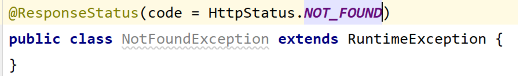 @ResponseStatus(code = HttpStatus.NOT_FOUND)
public class NotFoundException extends RuntimeException {
}